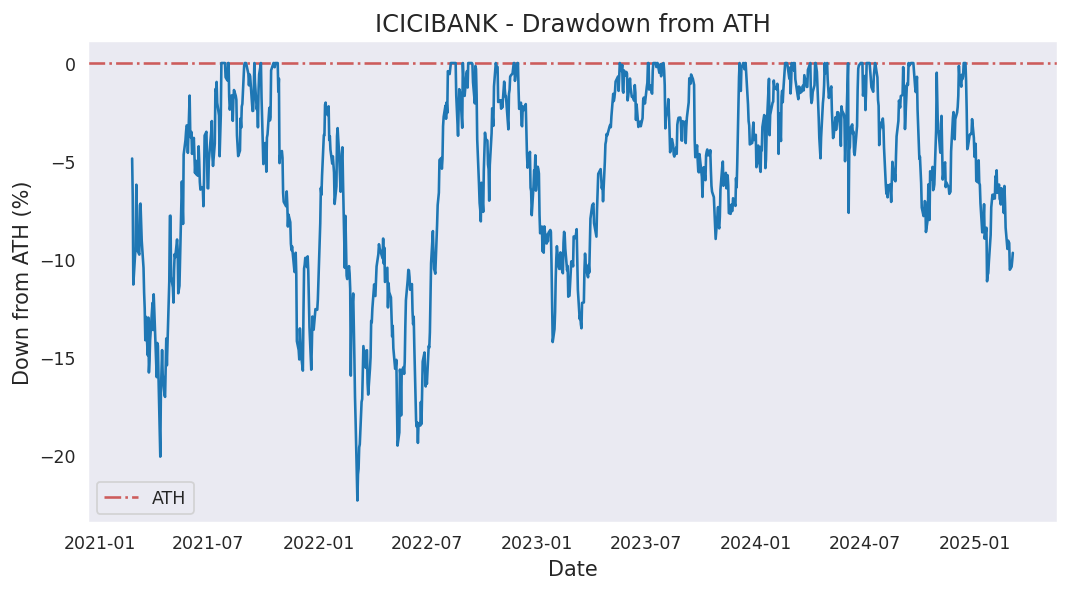 ICICIBANK - Drawdown from ATH
Down from ATH (%)
0
−5
−10
−15
−20
ATH
2021-01 2021-07 2022-01 2022-07 2023-01 2023-07 2024-01 2024-07 2025-01
Date